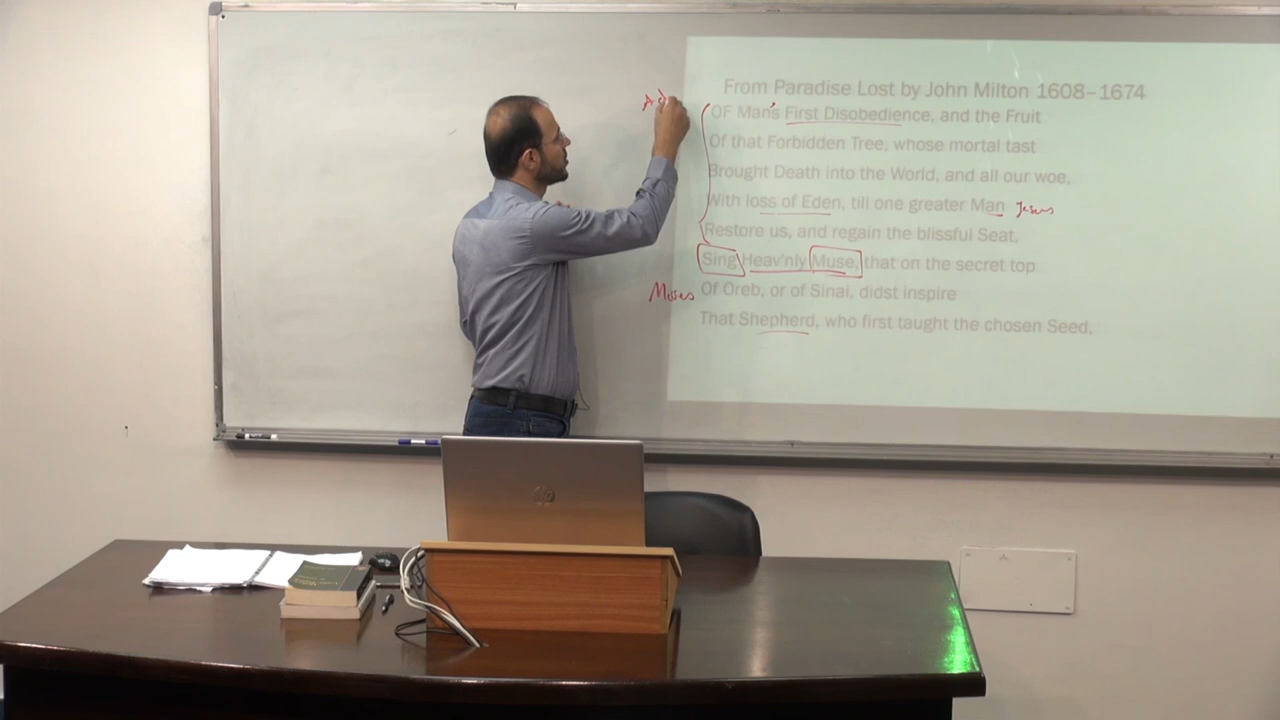 From Paradise Lost by John Milton 1608–1674
Ad
OF Man's First Disobedience, and the Fruit
Of that Forbidden Tree, whose mortal tast
Brought Death into the World, and all our woe,
With loss of Eden, till one greater Man Jesus
Restore us, and regain the blissful Seat,
Sing Heav'nly Muse, that on the secret top
Moses Of Oreb, or of Sinai, didst inspire
That Shepherd, who first taught the chosen Seed,
hp